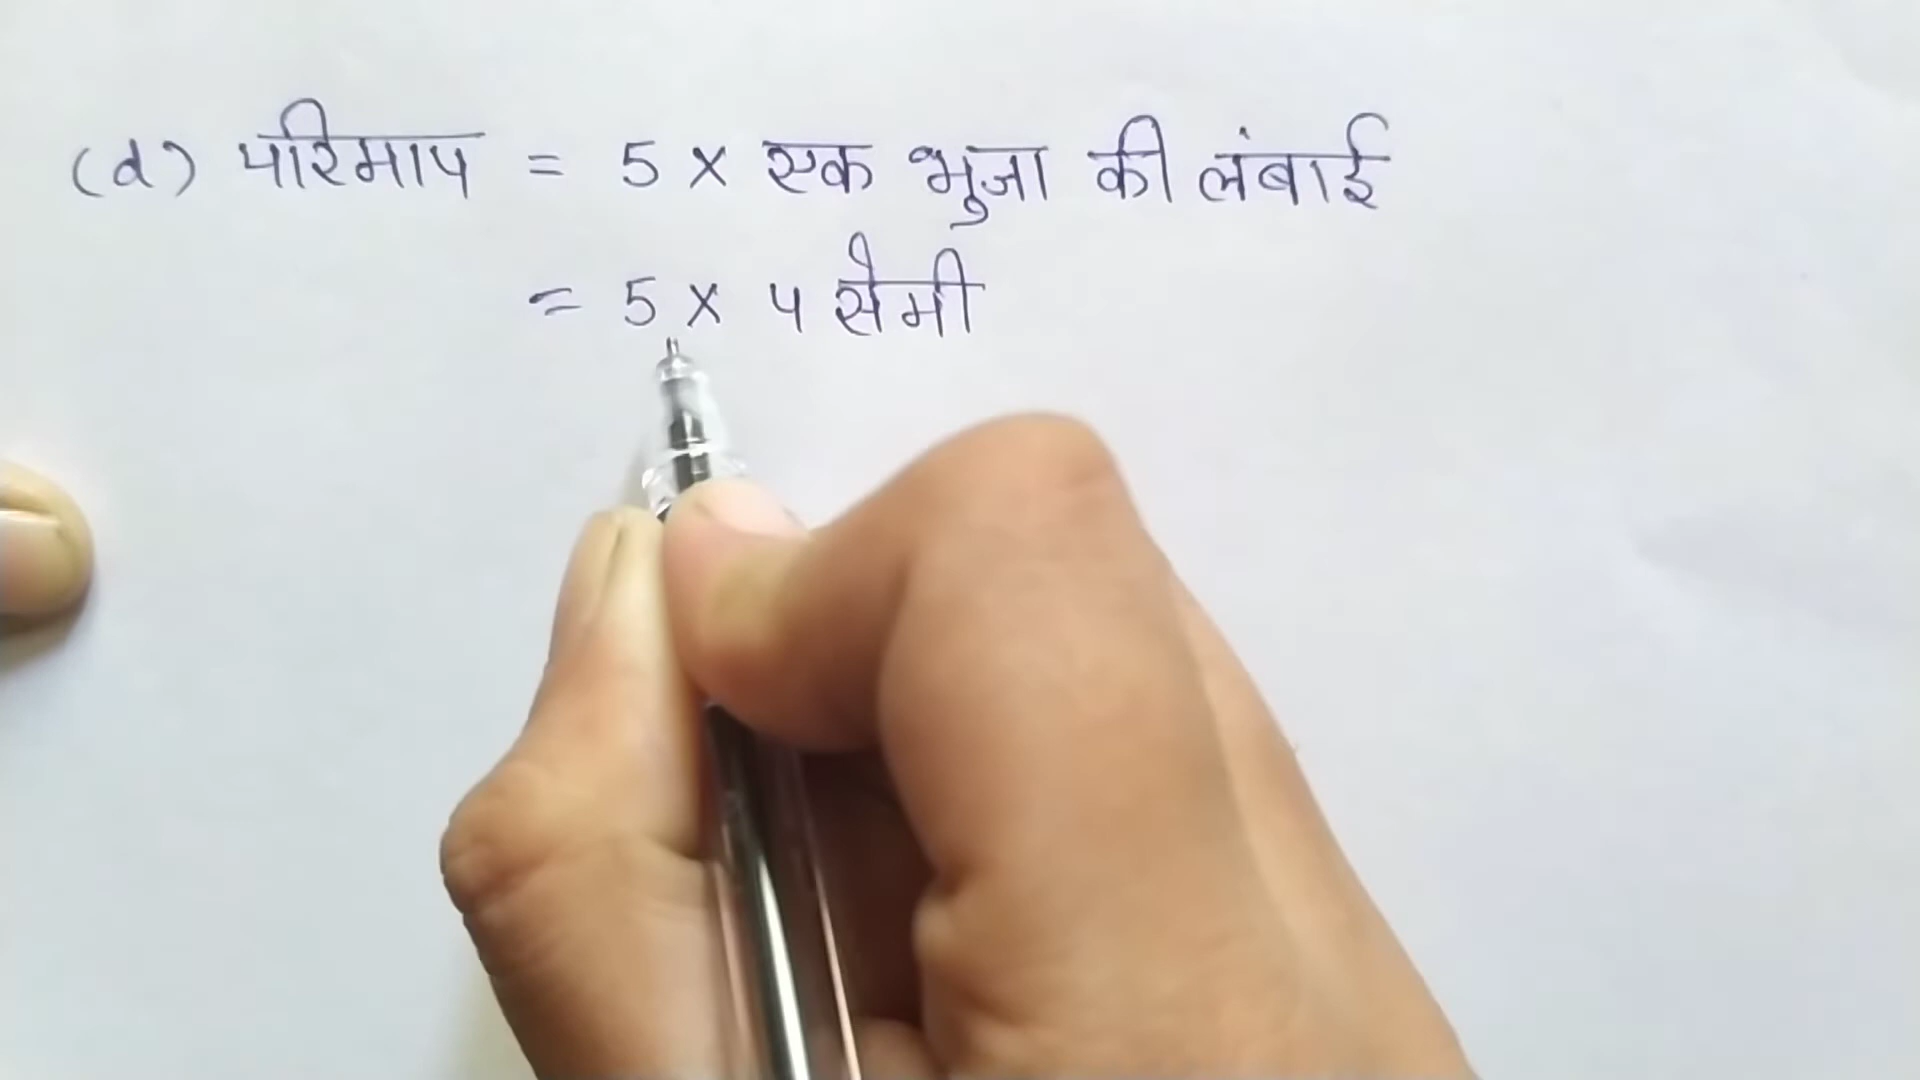 (d) परिमाप = 5 × एक भुजा की लंबाई
= 5 × 4 सेमी